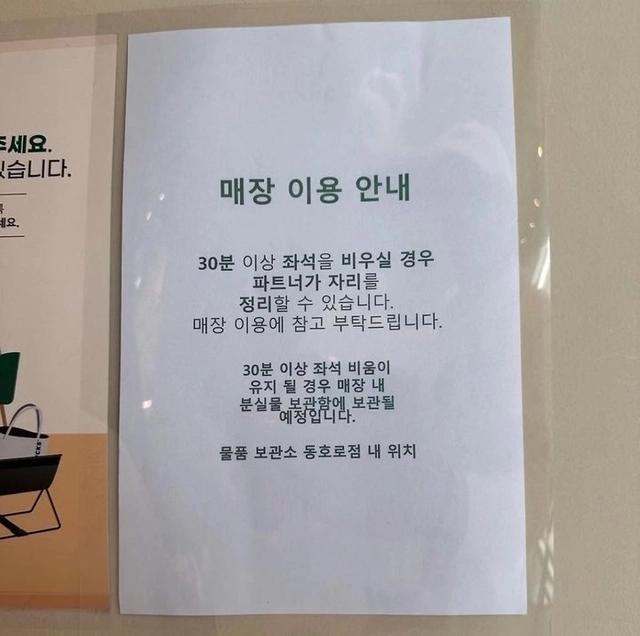 주세요.
있습니다.
매장 이용 안내
30분 이상 좌석을 비우실 경우
파트너가 자리를
정리할 수 있습니다.
매장 이용에 참고 부탁드립니다.
30분 이상 좌석 비움이
유지 될 경우 매장 내
분실물 보관함에 보관될
예정입니다.
물품 보관소 동호로점 내 위치